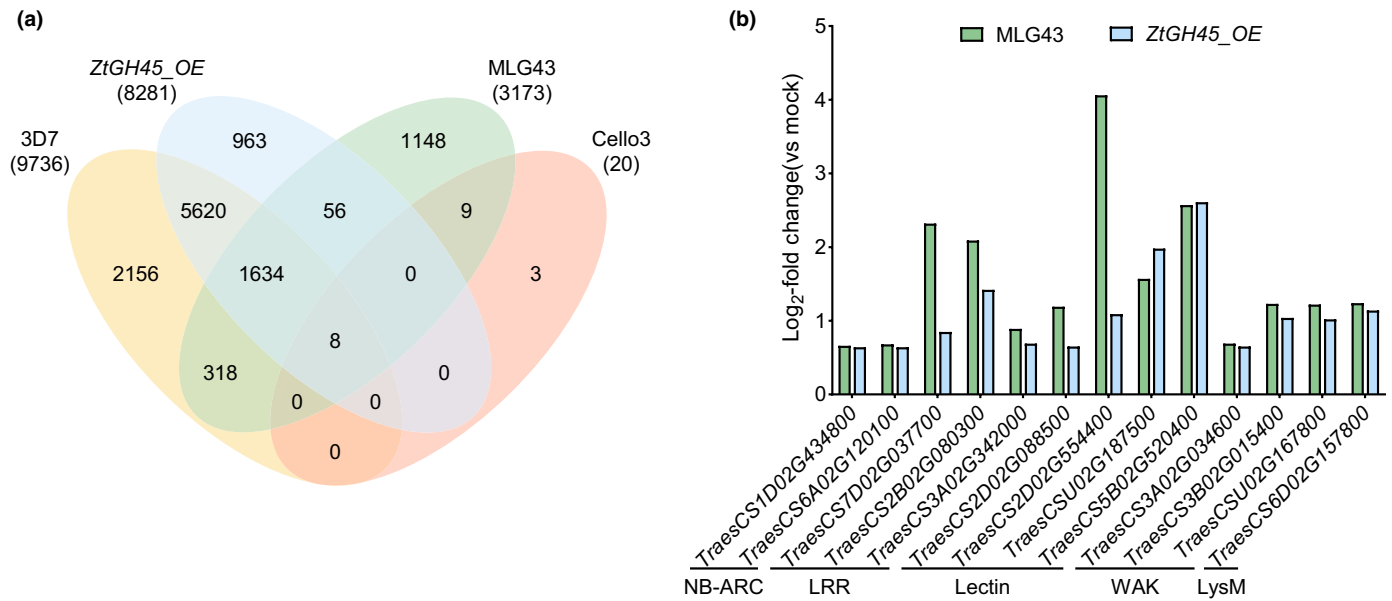 (a)
ZtGH45_OE
(8281)
MLG43
(3173)
3D7
(9736)
Cello3
(20)
963
1148
5620
56
9
2156
1634
0
3
8
318
0
0
0
0
(b)
MLG43
ZtGH45_OE
Log2-fold change(vs mock)
5
4
3
2
1
0
TraesCS1D02G434800
TraesCS6A02G120100
TraesCS7D02G037700
TraesCS2B02G080300
TraesCS3A02G342000
TraesCS2D02G088500
TraesCS2D02G554400
TraesCSU02G187500
TraesCS5B02G520400
TraesCS3A02G034600
TraesCS3B02G015400
TraesCSU02G167800
TraesCS6D02G157800
NB-ARC
LRR
Lectin
WAK
LysM